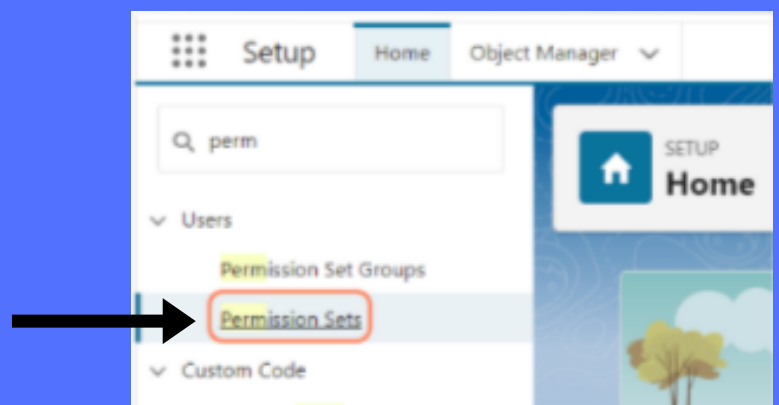 Setup
Home
Object Manager
perm
SETUP
Home
Users
Permission Set Groups
Permission Sets
Custom Code